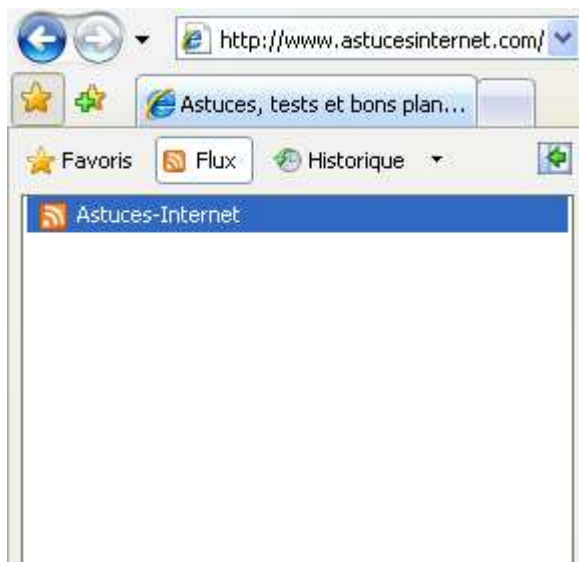 http://www.astucesinternet.com/
Astuces, tests et bons plan...
Favoris Flux Historique
Astuces-Internet